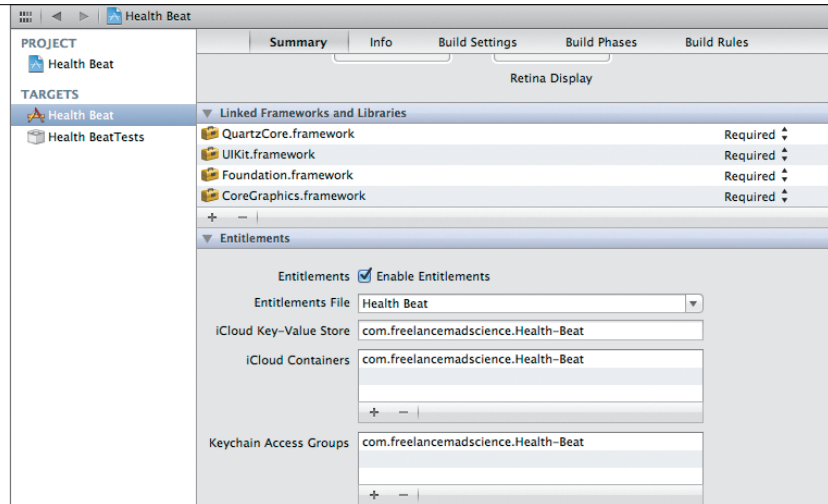 Health Beat
PROJECT
Health Beat
TARGETS
Health Beat
Health BeatTests
Summary Info Build Settings Build Phases Build Rules
Retina Display
Linked Frameworks and Libraries
QuartzCore.framework Required
UIKit.framework Required
Foundation.framework Required
CoreGraphics.framework Required
Entitlements
Entitlements Enable Entitlements
Entitlements File Health Beat
iCloud Key-Value Store com.freelancemadscience.Health-Beat
iCloud Containers com.freelancemadscience.Health-Beat
Keychain Access Groups com.freelancemadscience.Health-Beat